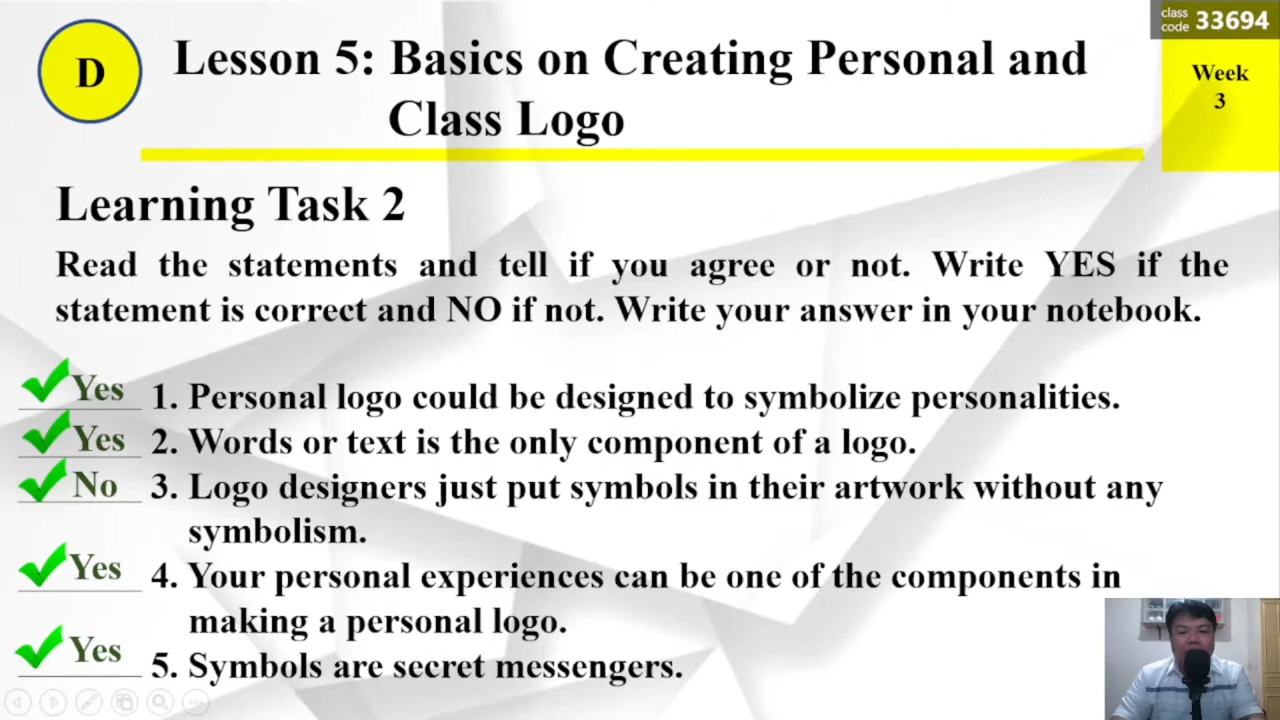 class code 33694
D
Lesson 5: Basics on Creating Personal and
Class Logo
Week
3
Learning Task 2
Read the statements and tell if you agree or not. Write YES if the
statement is correct and NO if not. Write your answer in your notebook.
Yes 1. Personal logo could be designed to symbolize personalities.
Yes 2. Words or text is the only component of a logo.
No 3. Logo designers just put symbols in their artwork without any
symbolism.
Yes 4. Your personal experiences can be one of the components in
making a personal logo.
Yes 5. Symbols are secret messengers.